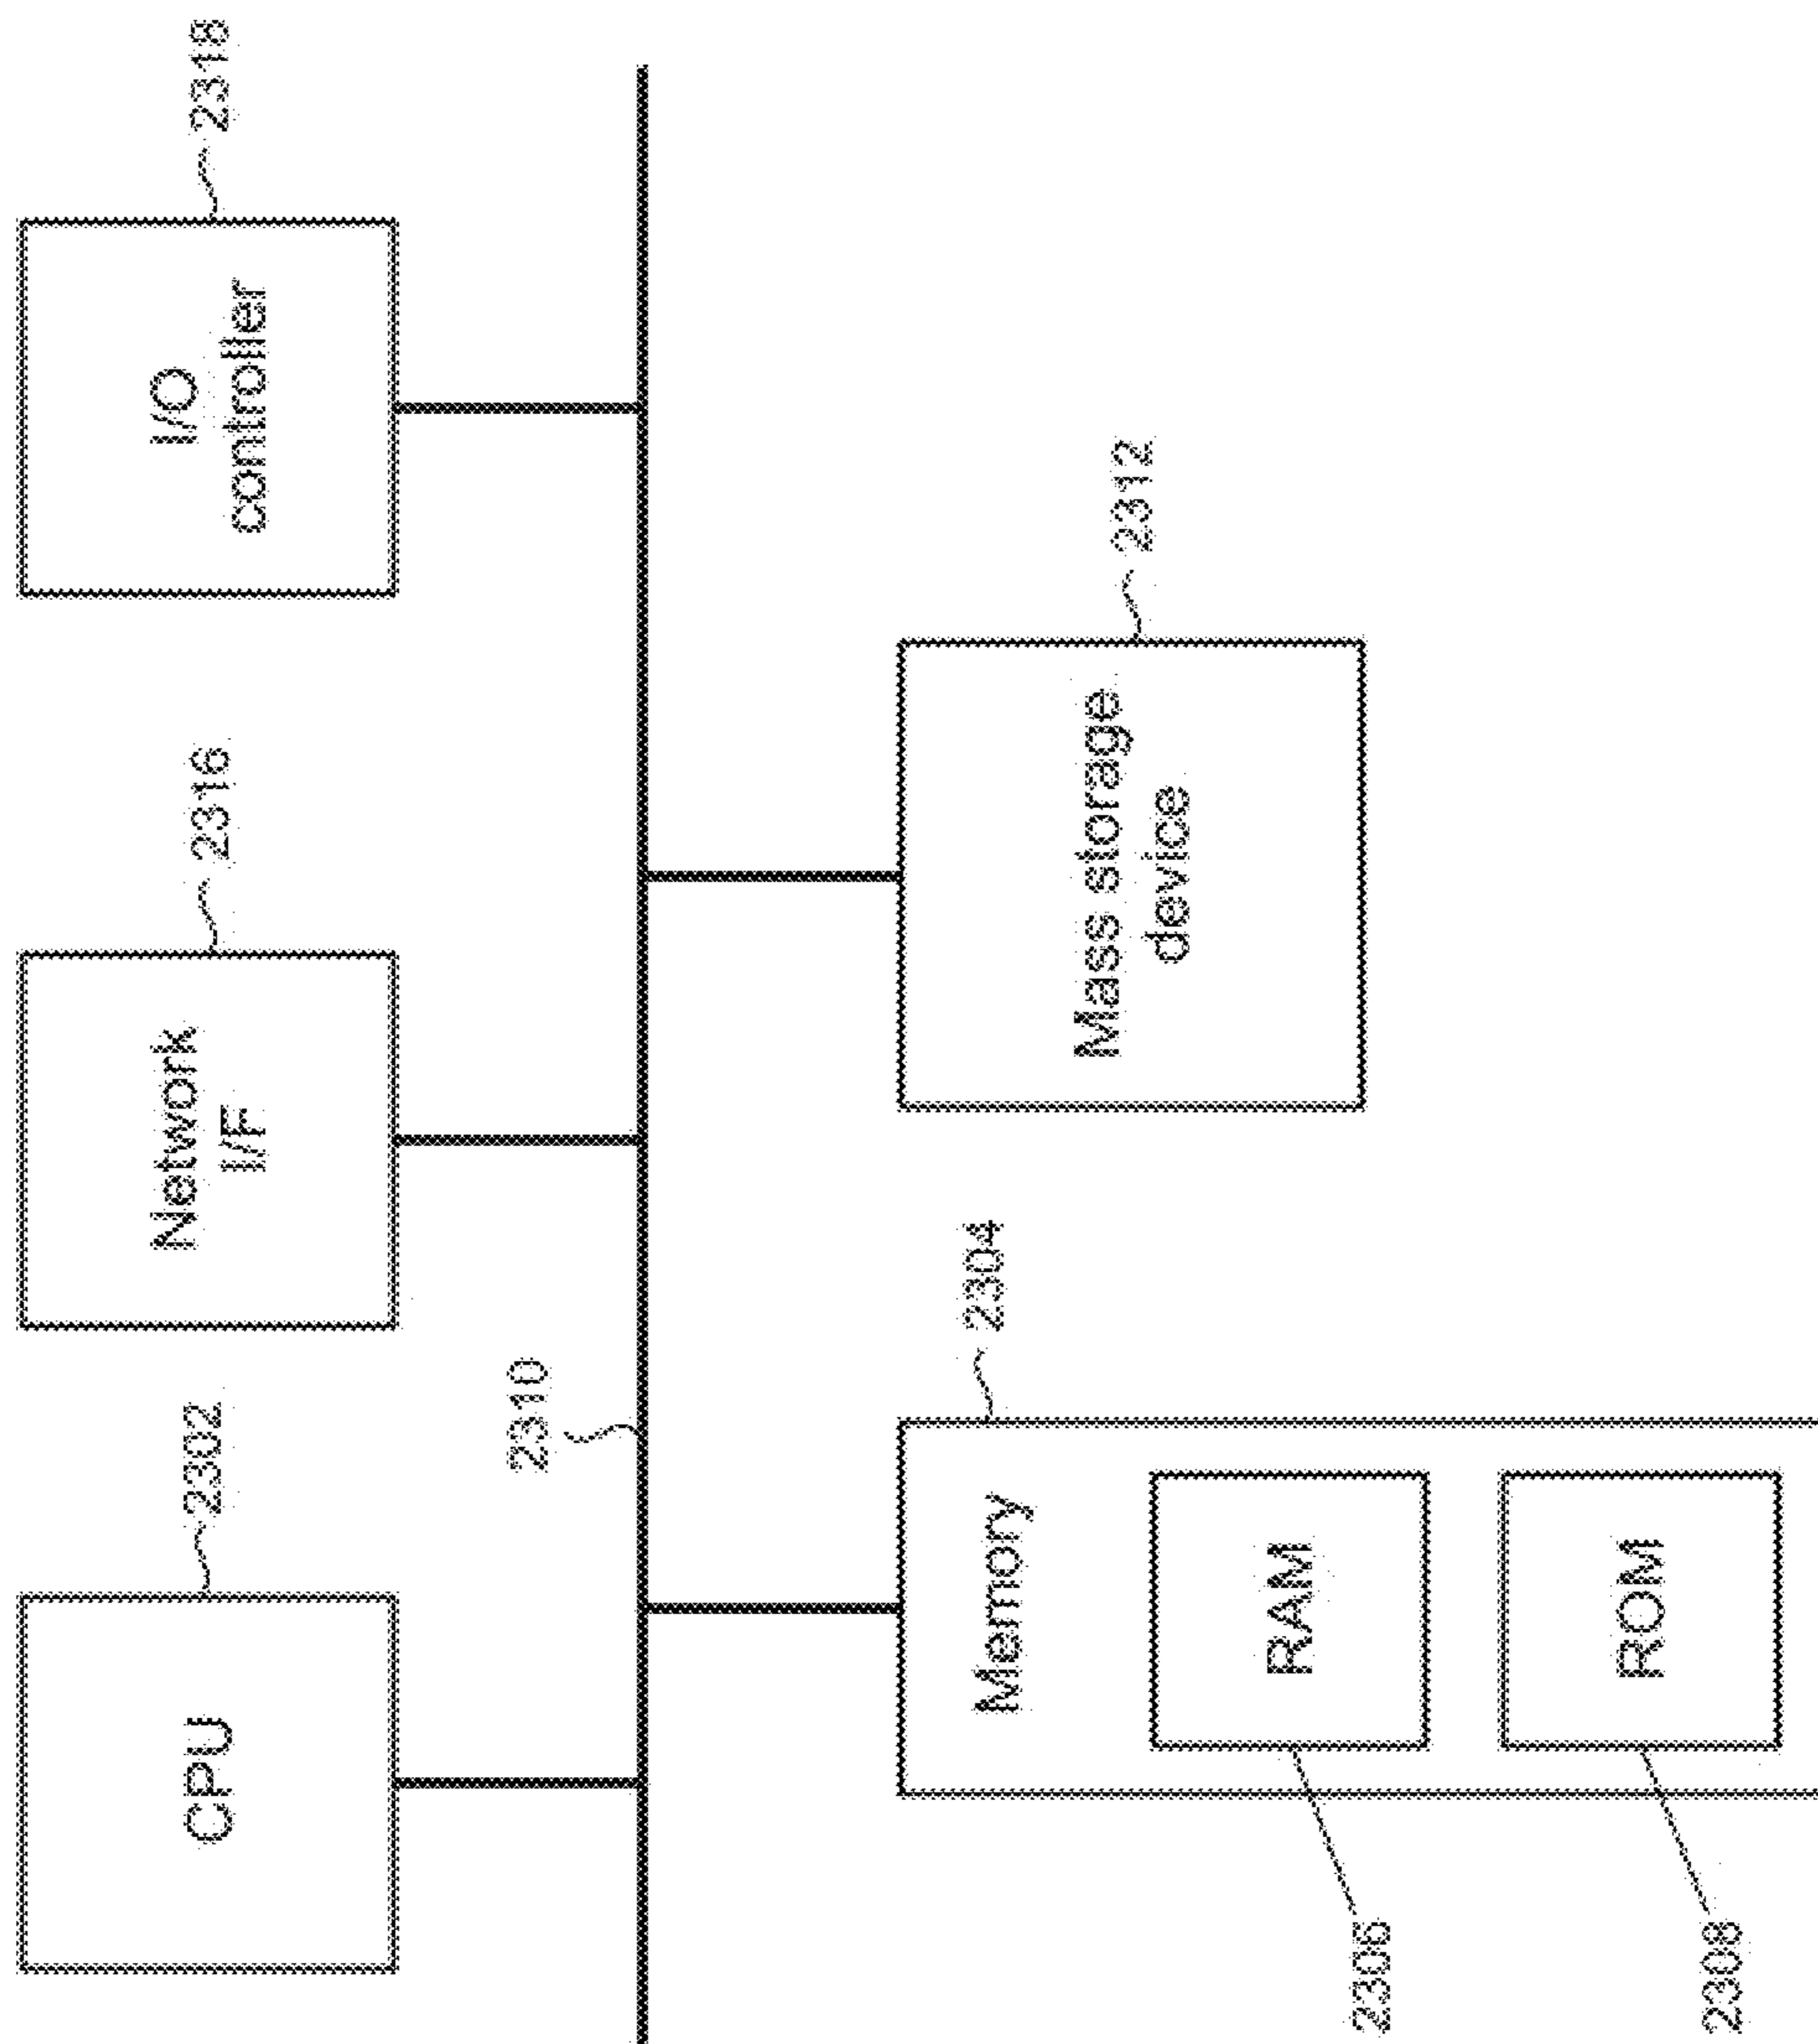 CPU
2302
Network
I/F
2316
I/O
controller
2318
2310
Memory
2304
RAM
2306
ROM
2308
Mass storage
device
2312